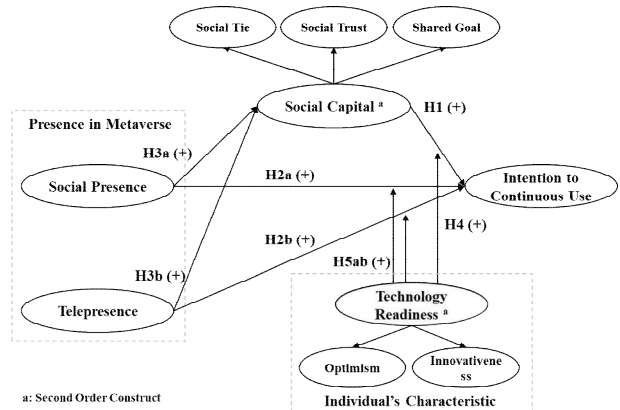 Social Tie
Social Trust
Shared Goal
Social Capital a
H1 (+)
Presence in Metaverse
H3a (+)
Social Presence
H2a (+)
Intention to
Continuous Use
H2b (+)
H4 (+)
H5ab (+)
H3b (+)
Telepresence
Technology
Readiness a
Optimism
Innovativene
ss
a: Second Order Construct
Individual's Characteristic